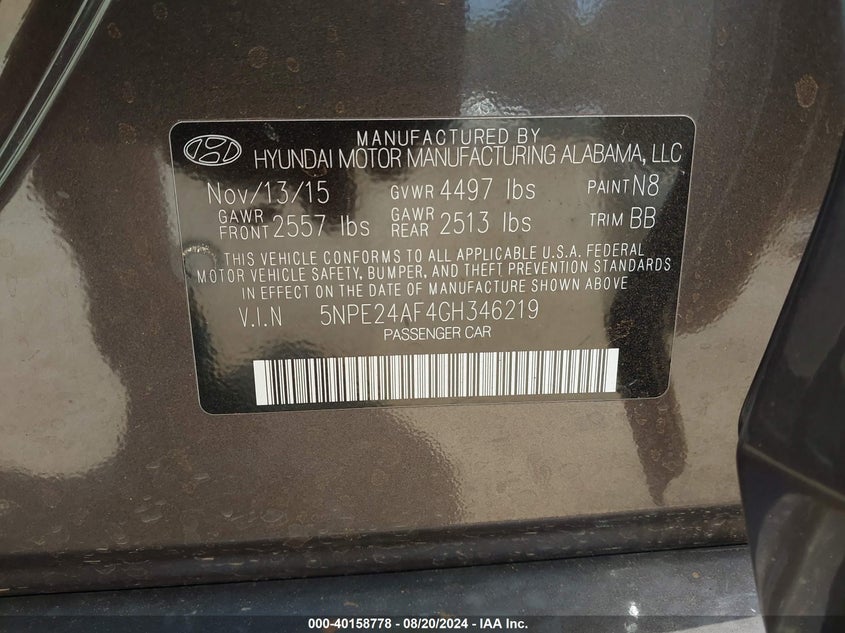 MANUFACTURED BY
HYUNDAI MOTOR MANUFACTURING ALABAMA, LLC
Nov/13/15 GVWR 4497 lbs PAINT N8
GAWR FRONT 2557 lbs GAWR REAR 2513 lbs TRIM BB
THIS VEHICLE CONFORMS TO ALL APPLICABLE U.S.A. FEDERAL
MOTOR VEHICLE SAFETY, BUMPER, AND THEFT PREVENTION STANDARDS
IN EFFECT ON THE DATE OF MANUFACTURE SHOWN ABOVE
V.I.N 5NPE24AF4GH346219
PASSENGER CAR
000-40158778 - 08/20/2024 - IAA Inc.